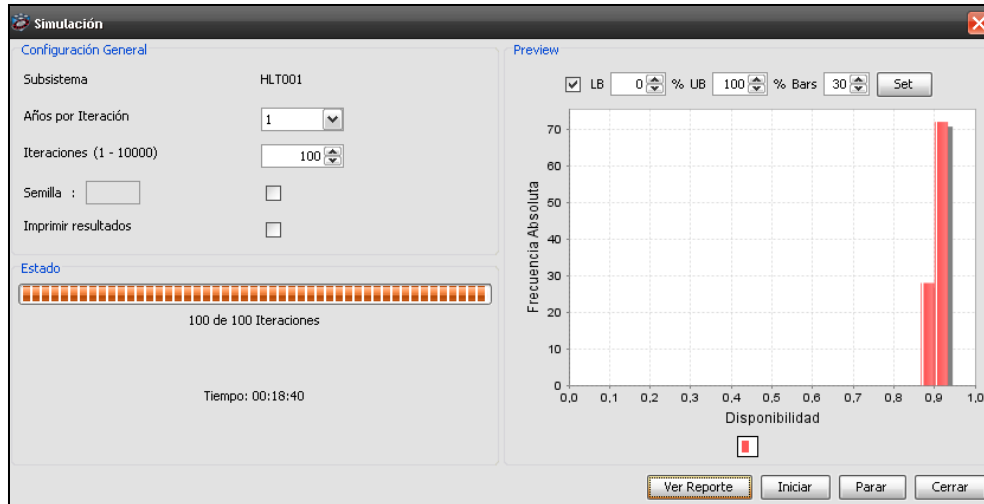 Simulación
Configuración General
Subsistema HLT001
Años por Iteración 1
Iteraciones (1 - 10000) 100
Semilla :
Imprimir resultados
Estado
100 de 100 Iteraciones
Tiempo: 00:18:40
Preview
LB 0 % UB 100 % Bars 30 Set
Frecuencia Absoluta
70
60
50
40
30
20
10
0
0,0 0,1 0,2 0,3 0,4 0,5 0,6 0,7 0,8 0,9 1,0
Disponibilidad
Ver Reporte Iniciar Parar Cerrar